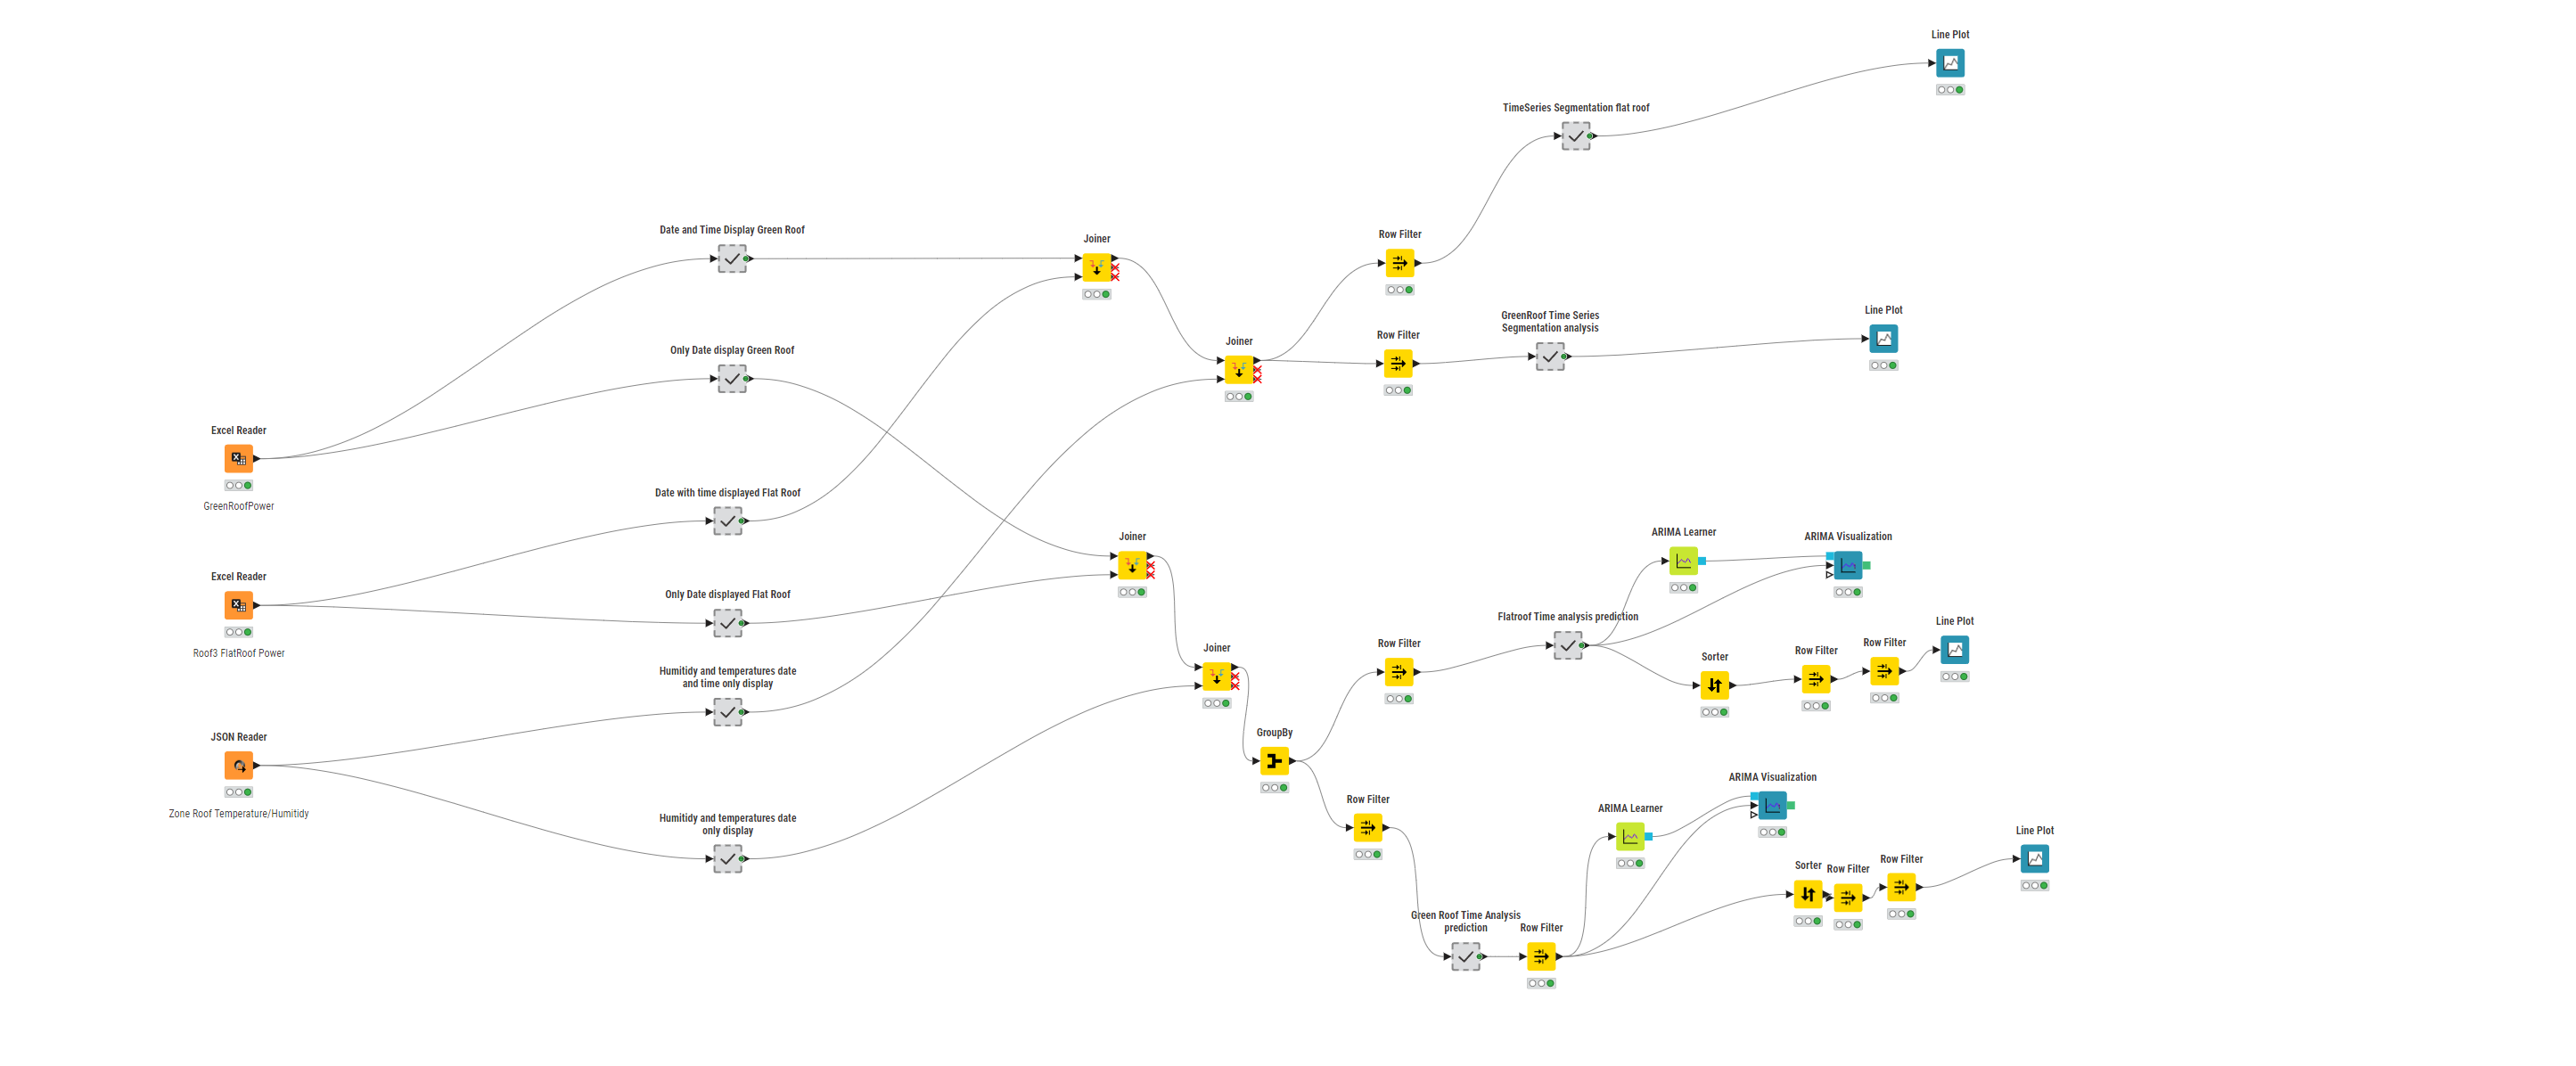 Line Plot
TimeSeries Segmentation flat roof
Date and Time Display Green Roof
Joiner
Row Filter
Line Plot
GreenRoof Time Series
Segmentation analysis
Row Filter
Joiner
Only Date display Green Roof
Excel Reader
GreenRoofPower
Date with time displayed Flat Roof
Joiner
ARIMA Learner
ARIMA Visualization
Excel Reader
Roof3 FlatRoof Power
Only Date displayed Flat Roof
Flatroof Time analysis prediction
Line Plot
Row Filter
Joiner
Sorter
Row Filter
Row Filter
Humitidy and temperatures date
and time only display
JSON Reader
Zone Roof Temperature/Humitidy
GroupBy
ARIMA Visualization
Row Filter
ARIMA Learner
Humitidy and temperatures date
only display
Line Plot
Sorter
Row Filter
Row Filter
Green Roof Time Analysis
prediction
Row Filter